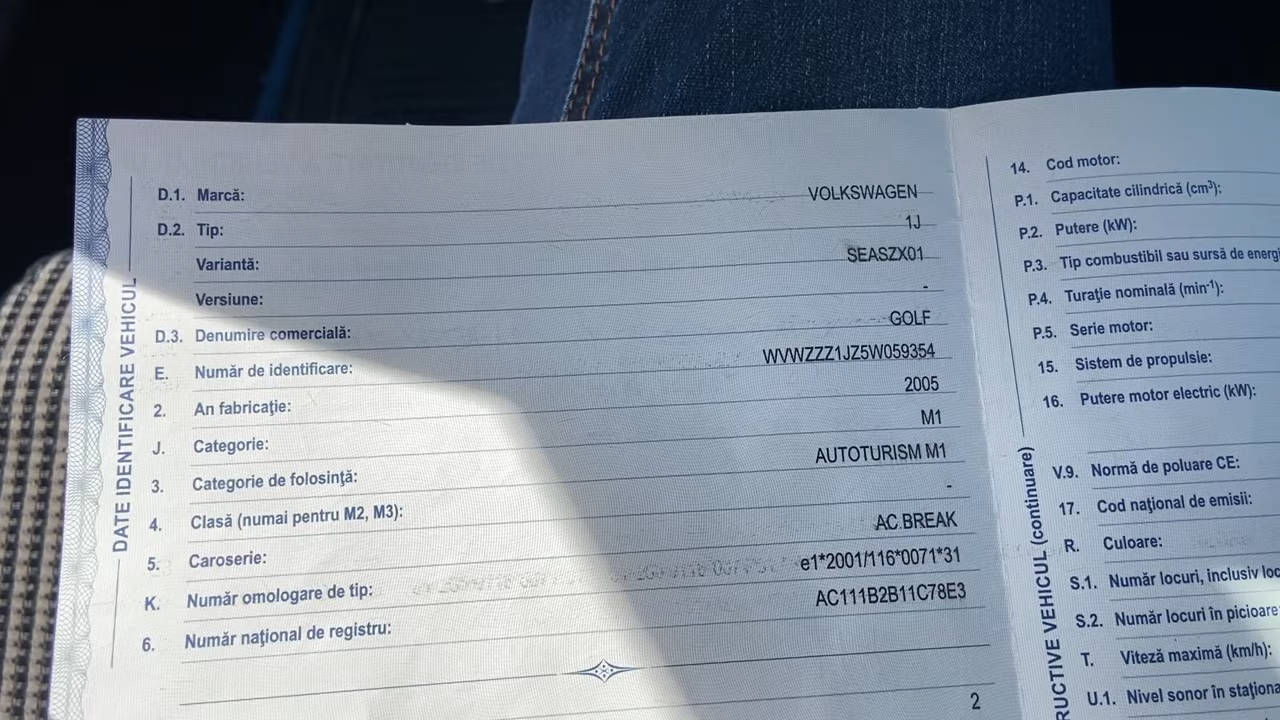 DATE IDENTIFICARE VEHICUL
D.1. Marcă: VOLKSWAGEN
D.2. Tip: 1J
Variantă: SEASZX01
Versiune: -
D.3. Denumire comercială: GOLF
E. Număr de identificare: WVWZZZ1JZ5W059354
2. An fabricaţie: 2005
J. Categorie: M1
3. Categorie de folosinţă: AUTOTURISM M1
4. Clasă (numai pentru M2, M3): -
5. Caroserie: AC BREAK
K. Număr omologare de tip: e1*2001/116*0071*31
6. Număr naţional de registru: AC111B2B11C78E3
2
RUCTIVE VEHICUL (continuare)
14. Cod motor:
P.1. Capacitate cilindrică (cm³):
P.2. Putere (kW):
P.3. Tip combustibil sau sursă de energi
P.4. Turaţie nominală (min-1):
P.5. Serie motor:
15. Sistem de propulsie:
16. Putere motor electric (kW):
V.9. Normă de poluare CE:
17. Cod naţional de emisii:
R. Culoare:
S.1. Număr locuri, inclusiv loc
S.2. Număr locuri în picioare
T. Viteză maximă (km/h):
U.1. Nivel sonor în staţiona